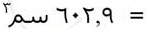 = ٦٠٢,٩ سم٣